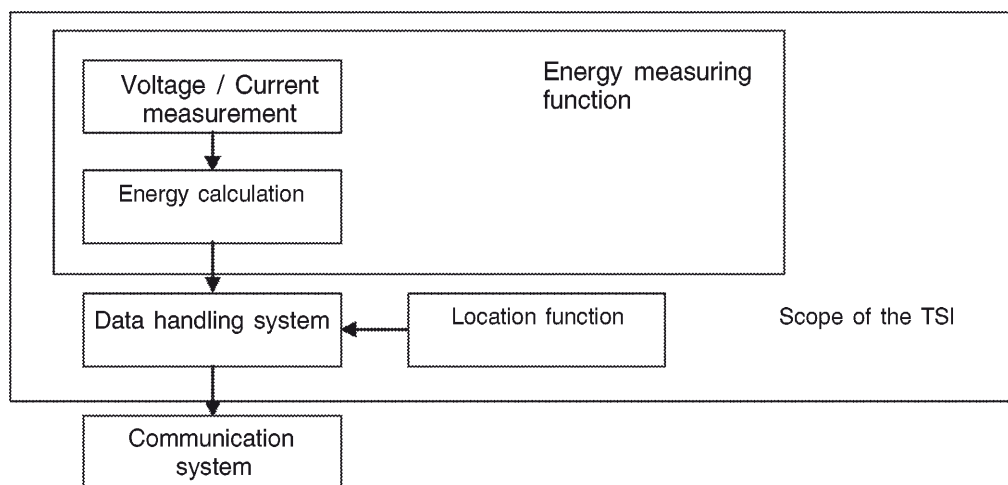 Voltage / Current
measurement
Energy measuring
function
Energy calculation
Data handling system
Location function
Scope of the TSI
Communication
system